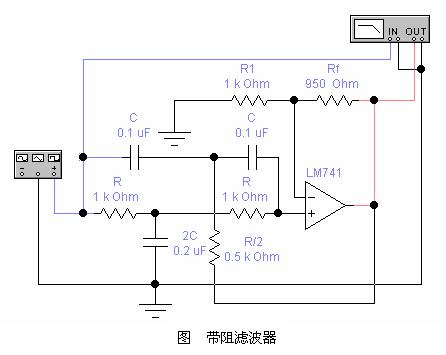 IN OUT
R1
1 k Ohm
Rf
950 Ohm
C
0.1 uF
C
0.1 uF
LM741
R
1 k Ohm
R
1 k Ohm
2C
0.2 uF
R/2
0.5 k Ohm
图 带阻滤波器